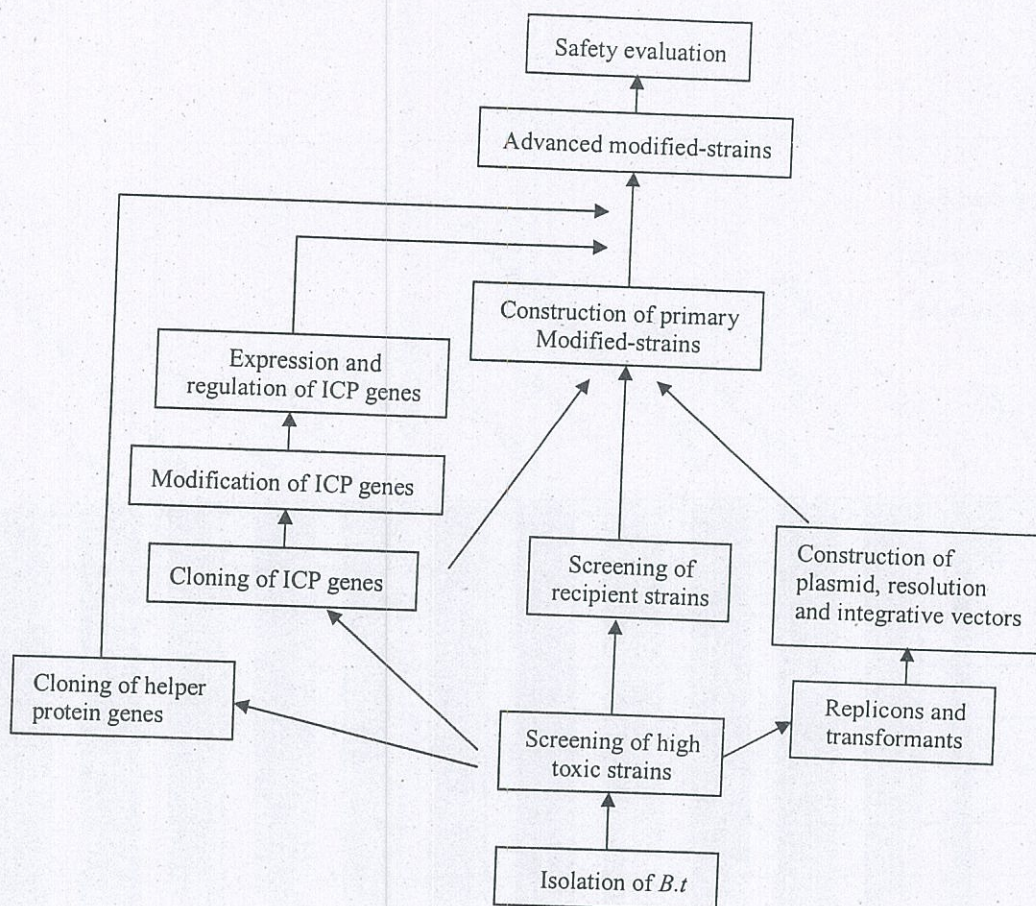 Safety evaluation
Advanced modified-strains
Construction of primary
Modified-strains
Expression and
regulation of ICP genes
Modification of ICP genes
Cloning of ICP genes
Screening of
recipient strains
Construction of
plasmid, resolution
and integrative vectors
Cloning of helper
protein genes
Screening of high
toxic strains
Replicons and
transformants
Isolation of B.t